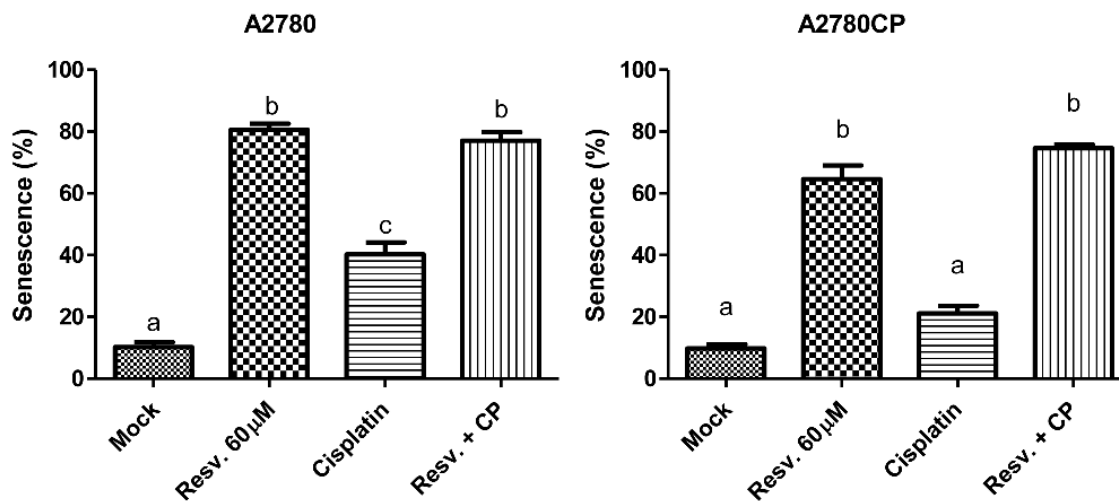 A2780
Senescence (%)
100
80
60
40
20
0
a
b
c
b
Mock
Resv. 60µM
Cisplatin
Resv. + CP
A2780CP
Senescence (%)
100
80
60
40
20
0
a
b
a
b
Mock
Resv. 60µM
Cisplatin
Resv. + CP